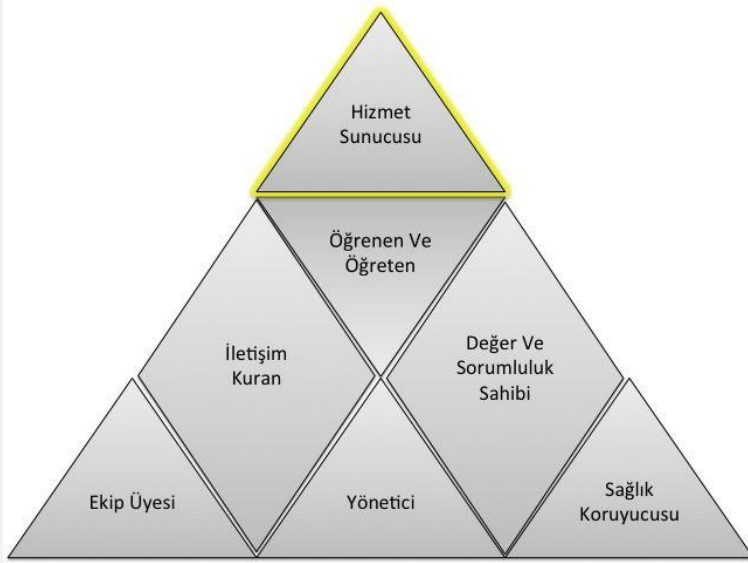 Hizmet
Sunucusu
Öğrenen Ve
Öğreten
İletişim
Kuran
Değer Ve
Sorumluluk
Sahibi
Ekip Üyesi
Yönetici
Sağlık
Koruyucusu